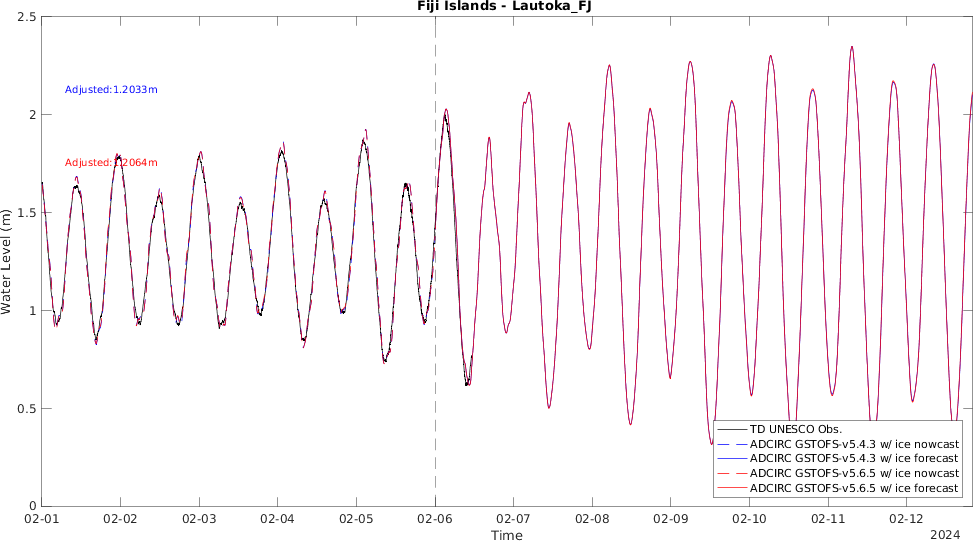 Fiji Islands - Lautoka_FJ
2.5
Adjusted:1.2033m
2
Adjusted:1.2064m
1.5
Water Level (m)
1
0.5
TD UNESCO Obs.
ADCIRC GSTOFS-v5.4.3 w/ ice nowcast
ADCIRC GSTOFS-v5.4.3 w/ ice forecast
ADCIRC GSTOFS-v5.6.5 w/ ice nowcast
ADCIRC GSTOFS-v5.6.5 w/ ice forecast
0
02-01 02-02 02-03 02-04 02-05 02-06 02-07 02-08 02-09 02-10 02-11 02-12
Time
2024